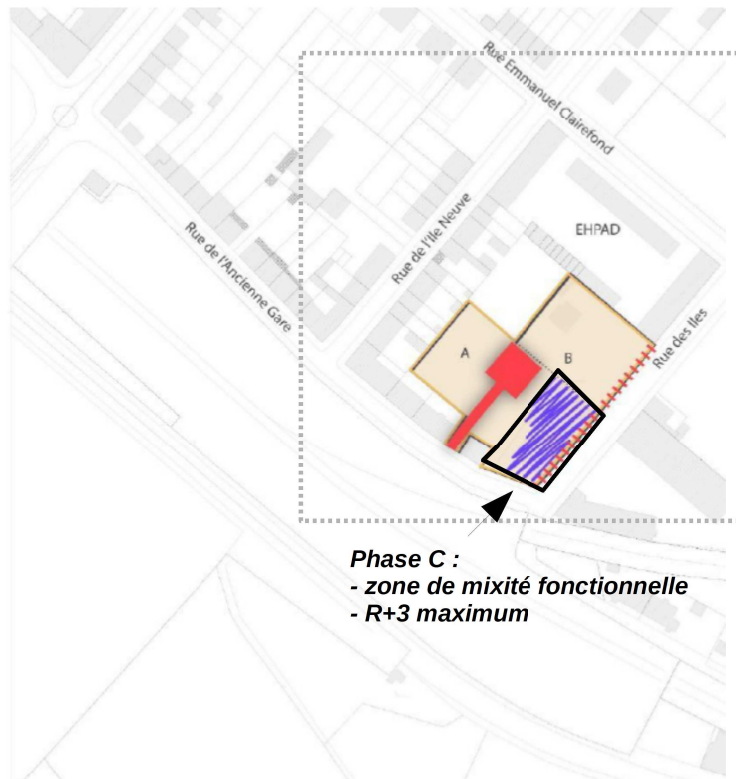 Rue Emmanuel Clairefond
Rue de l'Ile Neuve
EHPAD
Rue de l'Ancienne Gare
Rue des Iles
A
B
Phase C :
- zone de mixité fonctionnelle
- R+3 maximum